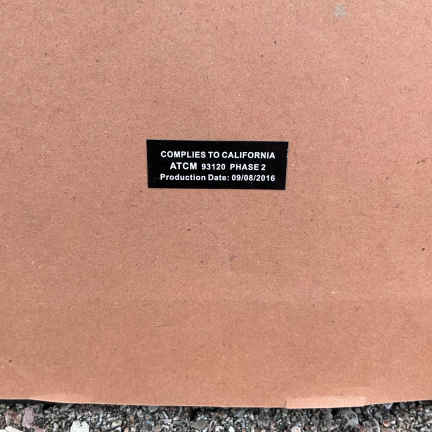 COMPLIES TO CALIFORNIA
ATCM 93120 PHASE 2
Production Date: 09/08/2016